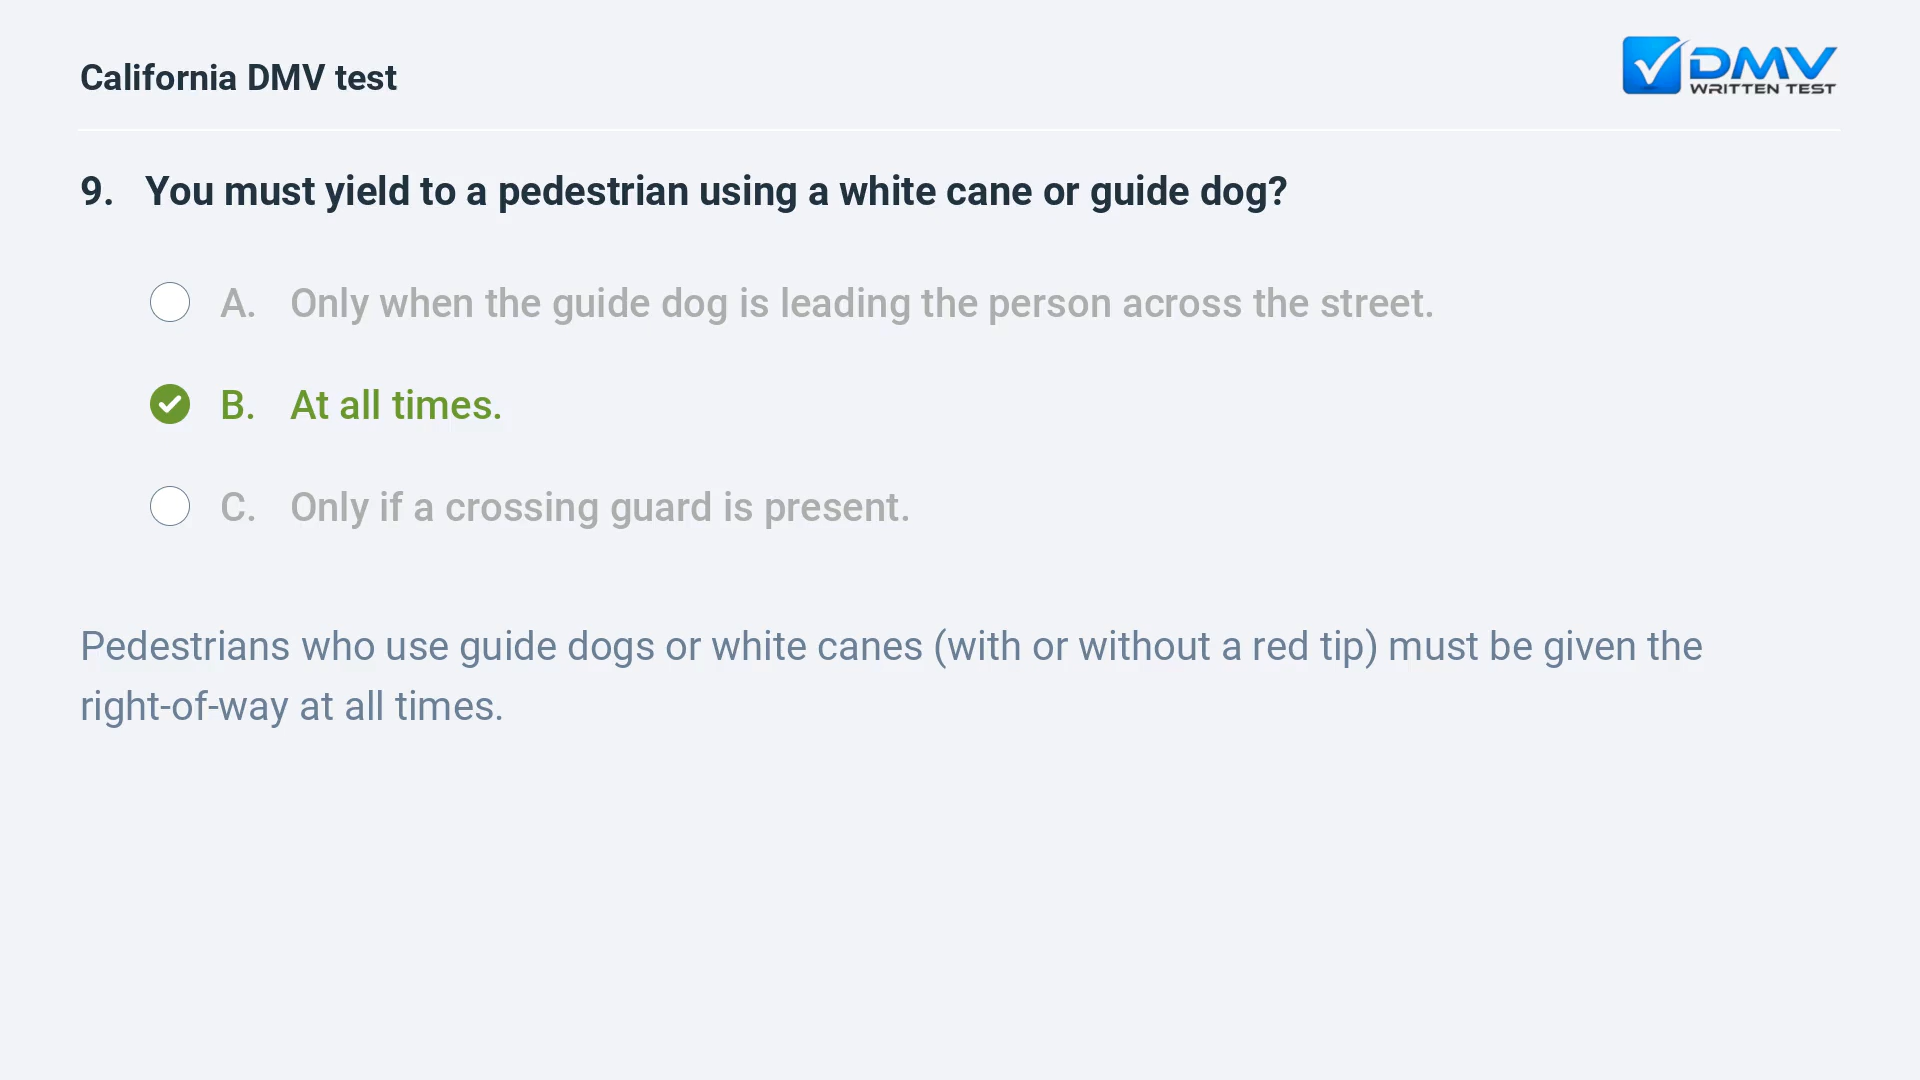 California DMV test
DMV
WRITTEN TEST
9. You must yield to a pedestrian using a white cane or guide dog?
A. Only when the guide dog is leading the person across the street.
B. At all times.
C. Only if a crossing guard is present.
Pedestrians who use guide dogs or white canes (with or without a red tip) must be given the
right-of-way at all times.